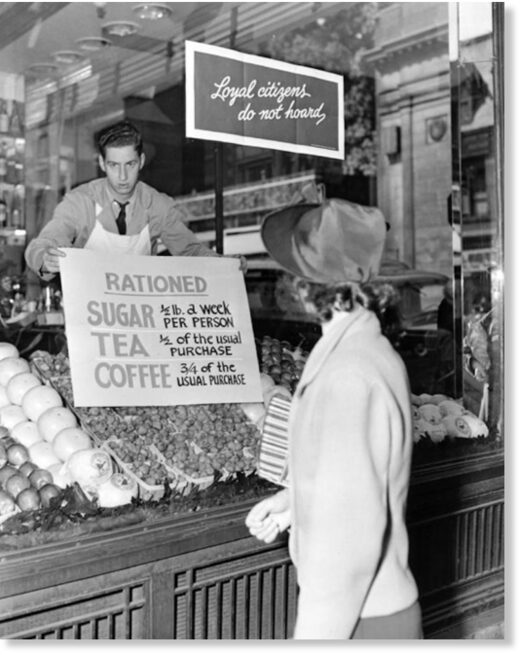 Loyal citizens
do not hoard
RATIONED
SUGAR ½ lb. a week
PER PERSON
TEA ½ of the usual
PURCHASE
COFFEE 3/4 of the
USUAL PURCHASE